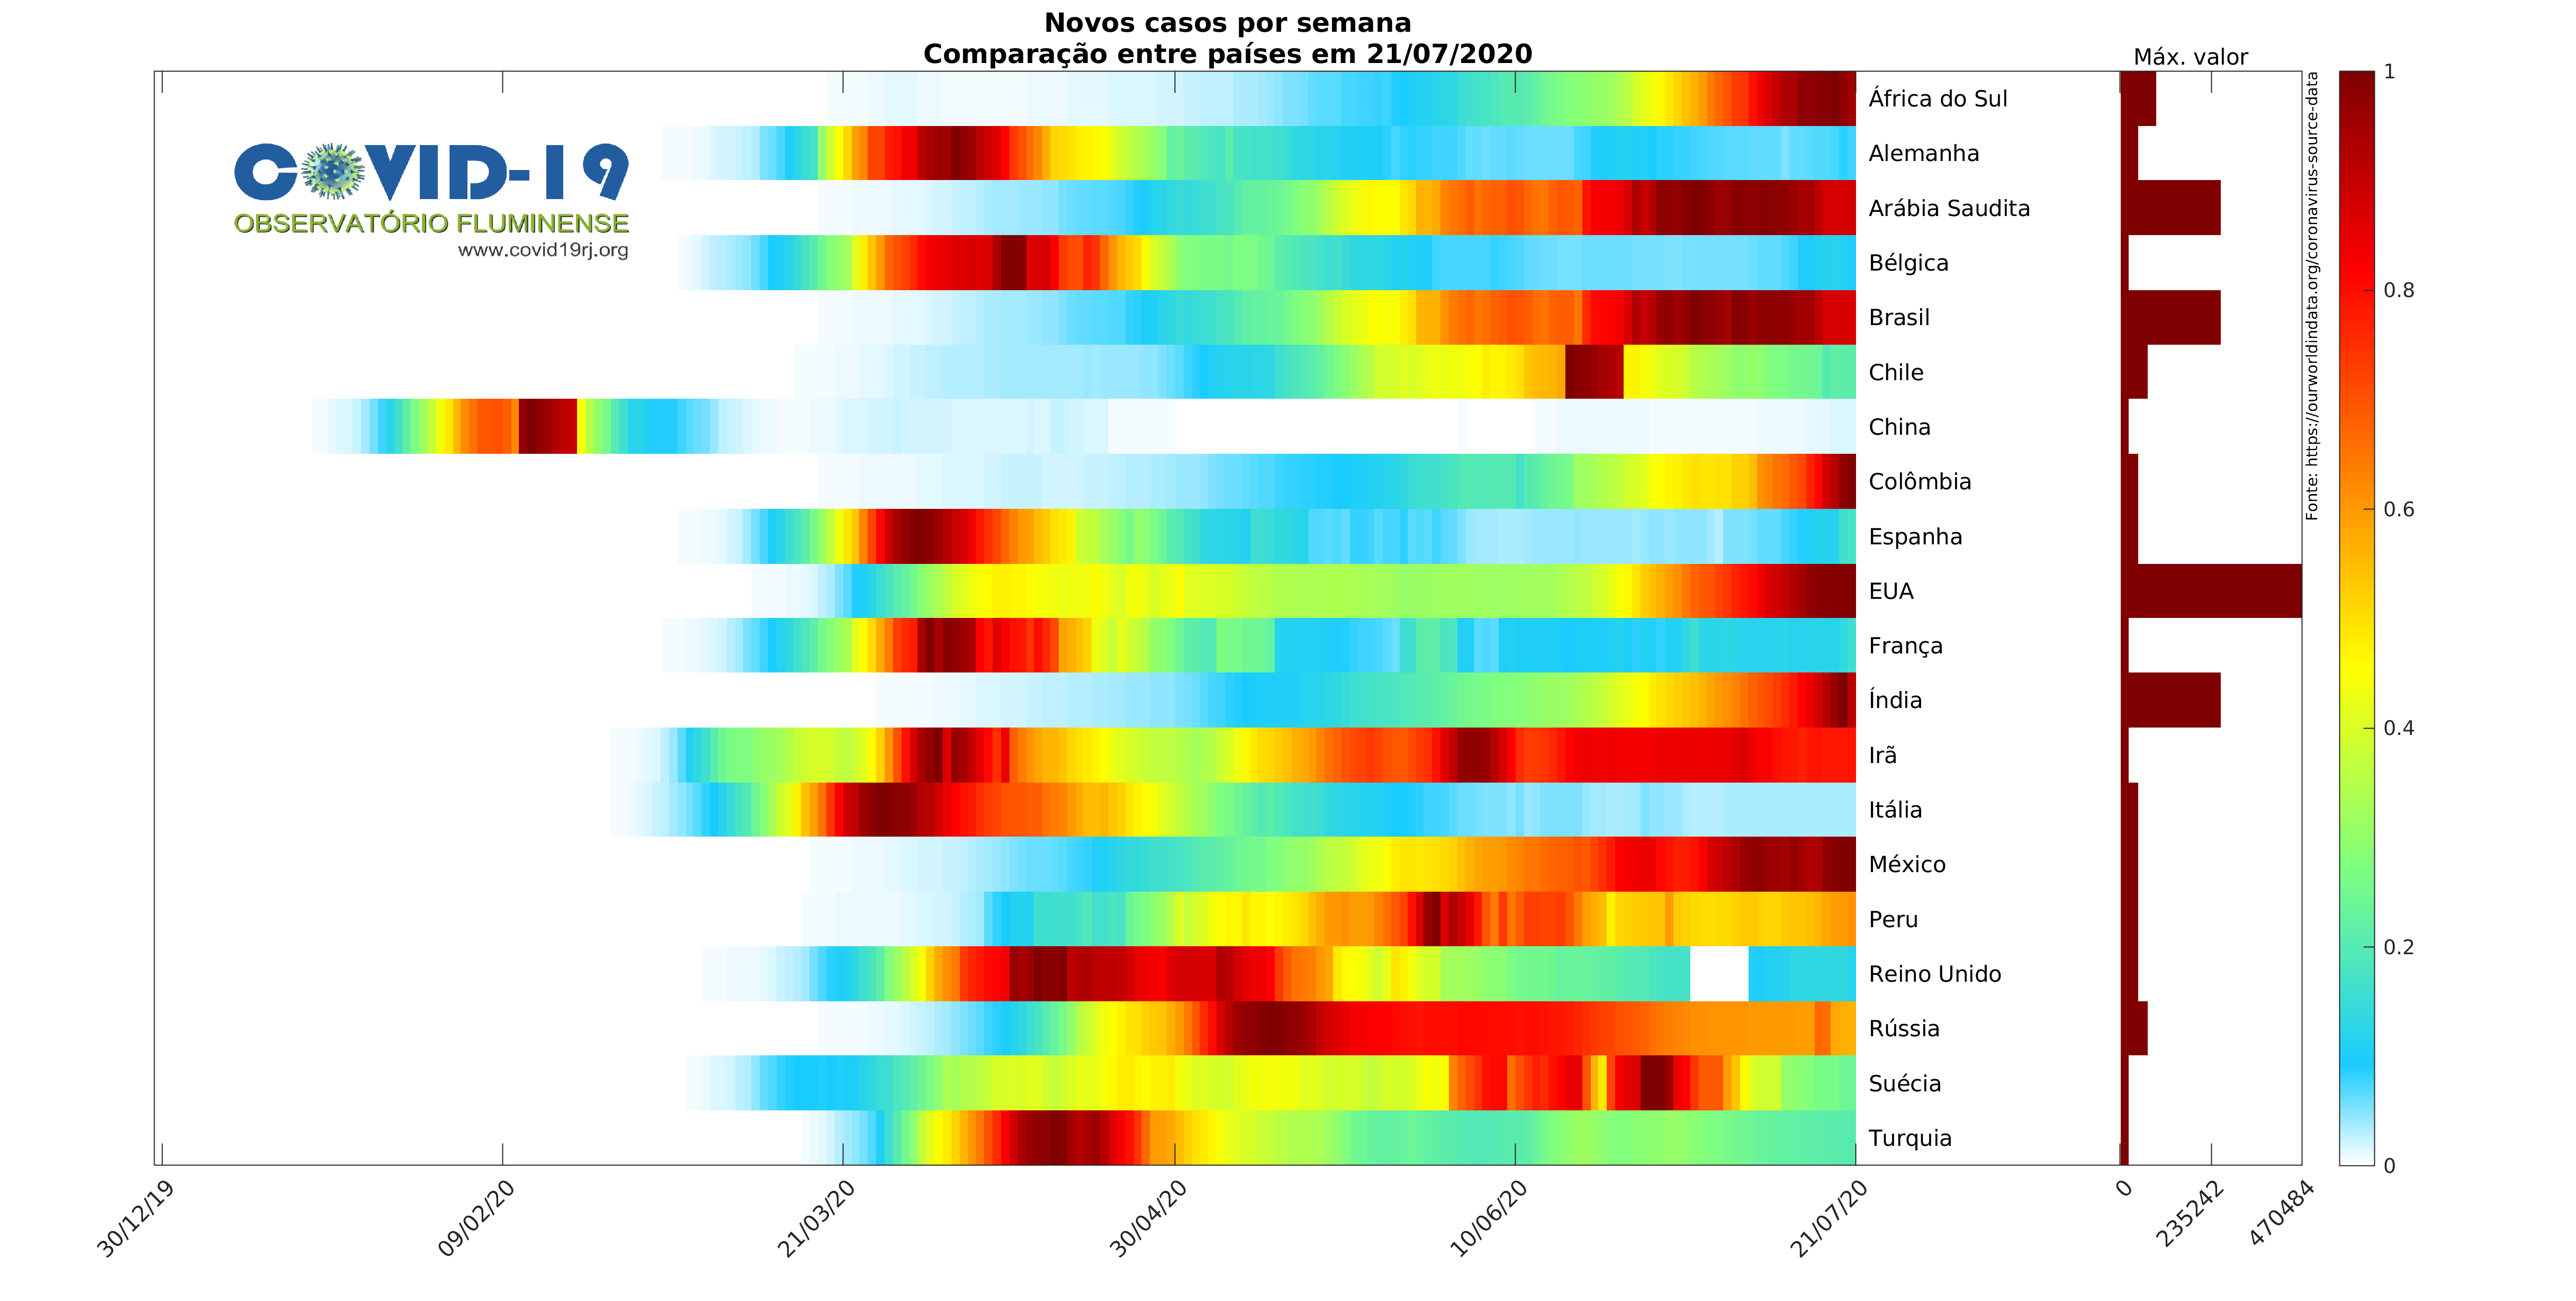 Novos casos por semana
Comparação entre países em 21/07/2020
Máx. valor
COVID-19
OBSERVATÓRIO FLUMINENSE
www.covid19rj.org
África do Sul
Alemanha
Arábia Saudita
Bélgica
Brasil
Chile
China
Colômbia
Espanha
EUA
França
Índia
Irã
Itália
México
Peru
Reino Unido
Rússia
Suécia
Turquia
30/12/19
09/02/20
21/03/20
30/04/20
10/06/20
21/07/20
0
235242
470484
Fonte: https://ourworldindata.org/coronavirus-source-data
1
0.8
0.6
0.4
0.2
0